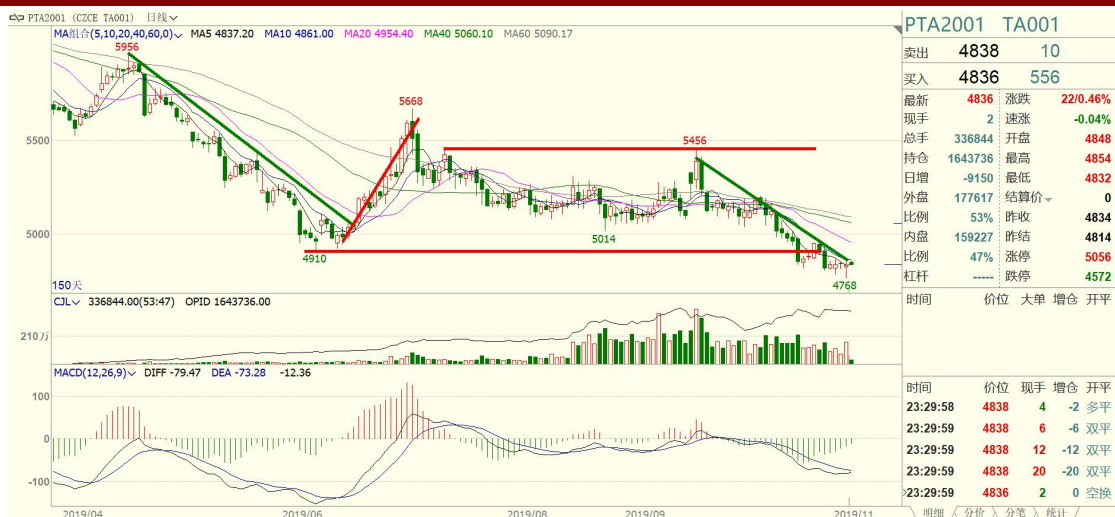 PTA2001 (CZCE TA001) 日线
MA组合(5,10,20,40,60,0) MA5 4837.20 MA10 4861.00 MA20 4954.40 MA40 5060.10 MA60 5090.17
5956
5668
5500
5456
5000
5014
4910
4768
150天
CJL 336844.00(53:47) OPID 1643736.00
210万
MACD(12,26,9) DIFF -79.47 DEA -73.28 -12.36
100
0
-100
2019/04 2019/06 2019/08 2019/09 2019/11
PTA2001 TA001
卖出 4838 10
买入 4836 556
最新 4836 涨跌 22/0.46%
现手 2 速涨 -0.04%
总手 336844 开盘 4848
持仓 1643736 最高 4854
日增 -9150 最低 4832
外盘 177617 结算价 0
比例 53% 昨收 4834
内盘 159227 昨结 4814
比例 47% 涨停 5056
杠杆 ----- 跌停 4572
时间 价位 大单 增仓 开平
时间 价位 现手 增仓 开平
23:29:58 4838 4 -2 多平
23:29:59 4838 6 -6 双平
23:29:59 4838 12 -12 双平
23:29:59 4838 20 -20 双平
23:29:59 4836 2 0 空换
明细 分价 分笔 统计